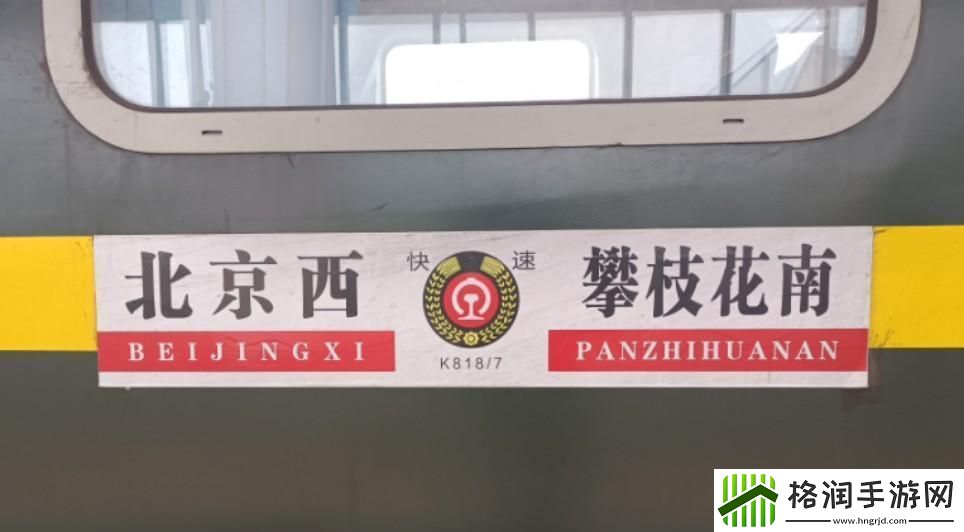 北京西 快 速 攀枝花南
BEIJINGXI PANZHIHUANAN
K818/7
格润手游网
www.hngrjd.com